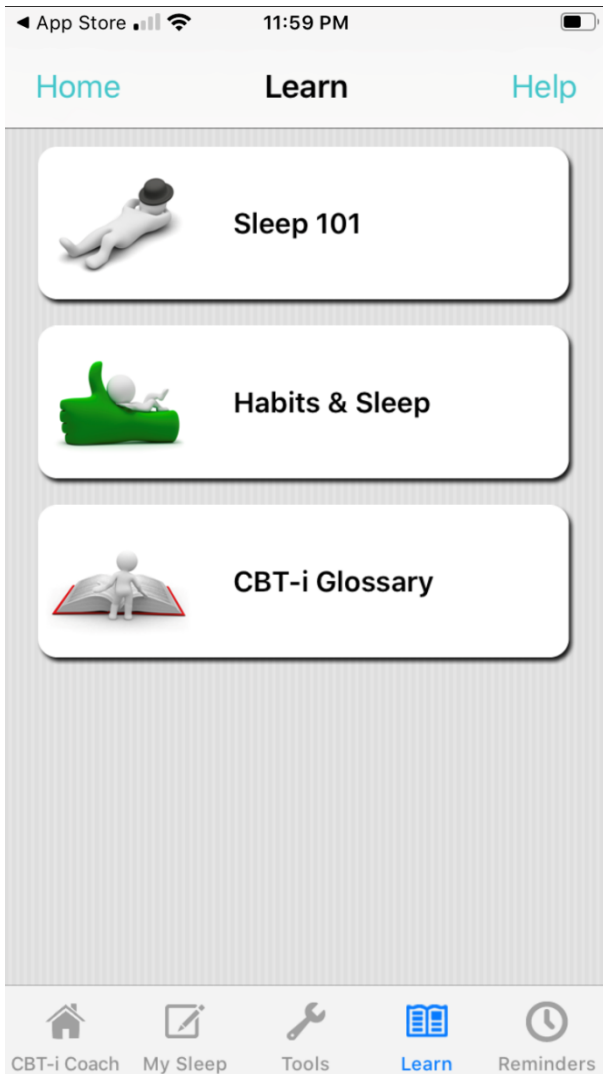 ◀ App Store 11:59 PM
Home Learn Help
Sleep 101
Habits & Sleep
CBT-i Glossary
CBT-i Coach My Sleep Tools Learn Reminders